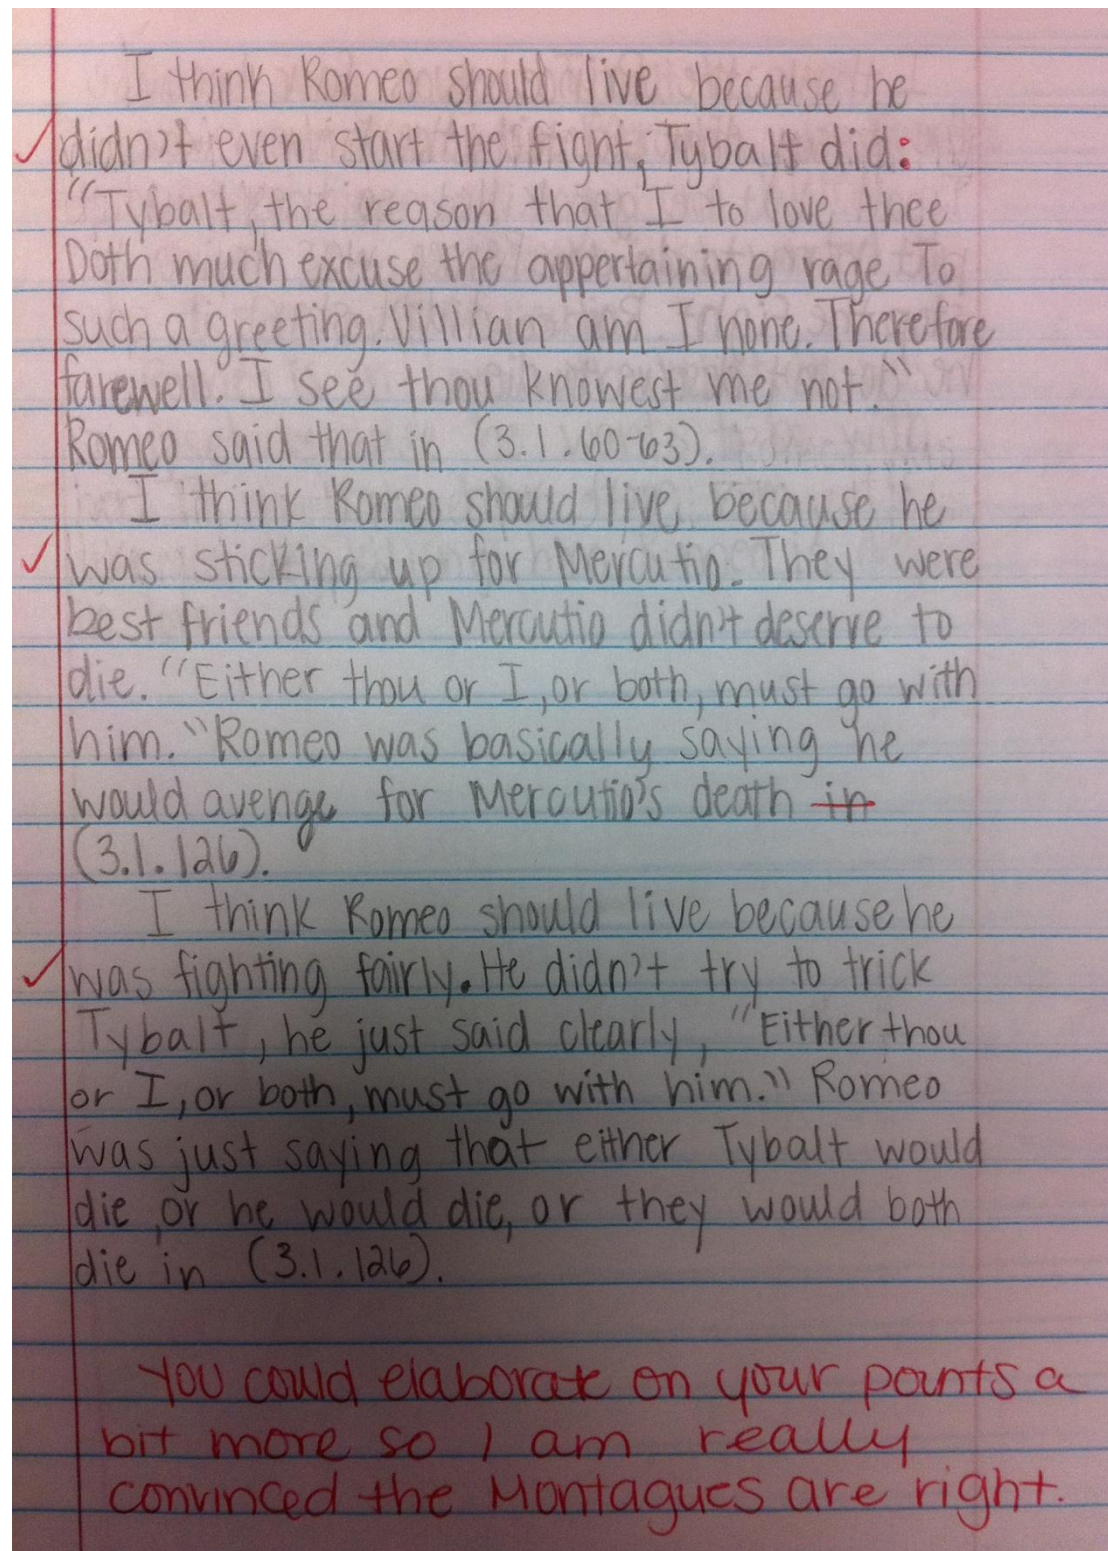 I think Romeo should live because he
didn't even start the fight, Tybalt did:
"Tybalt, the reason that I to love thee
Doth much excuse the appertaining rage To
such a greeting. Villian am I none. Therefore
farewell. I see thou knowest me not."
Romeo said that in (3.1.60-63).
I think Romeo should live because he
was sticking up for Mercutio. They were
best friends and Mercutio didn't deserve to
die. "Either thou or I, or both, must go with
him." Romeo was basically saying he
would avenge for Mercutio's death in
(3.1.126).
I think Romeo should live because he
was fighting fairly. He didn't try to trick
Tybalt, he just said clearly, "Either thou
or I, or both, must go with him." Romeo
was just saying that either Tybalt would
die, or he would die, or they would both
die in (3.1.126).
You could elaborate on your points a
bit more so I am really
convinced the Montagues are right.